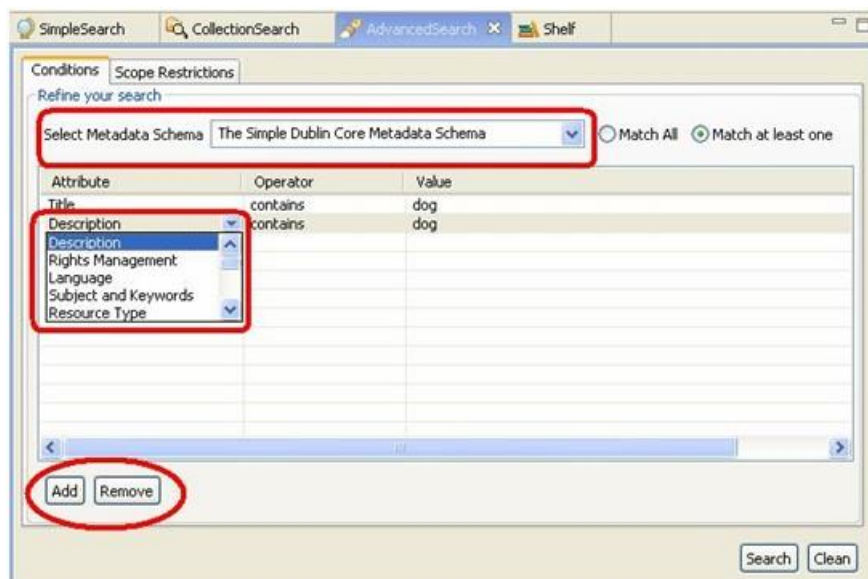 SimpleSearch CollectionSearch AdvancedSearch Shelf
Conditions Scope Restrictions
Refine your search
Select Metadata Schema The Simple Dublin Core Metadata Schema Match All Match at least one
Attribute Operator Value
Title contains dog
Description contains dog
Description
Rights Management
Language
Subject and Keywords
Resource Type
Add Remove
Search Clean